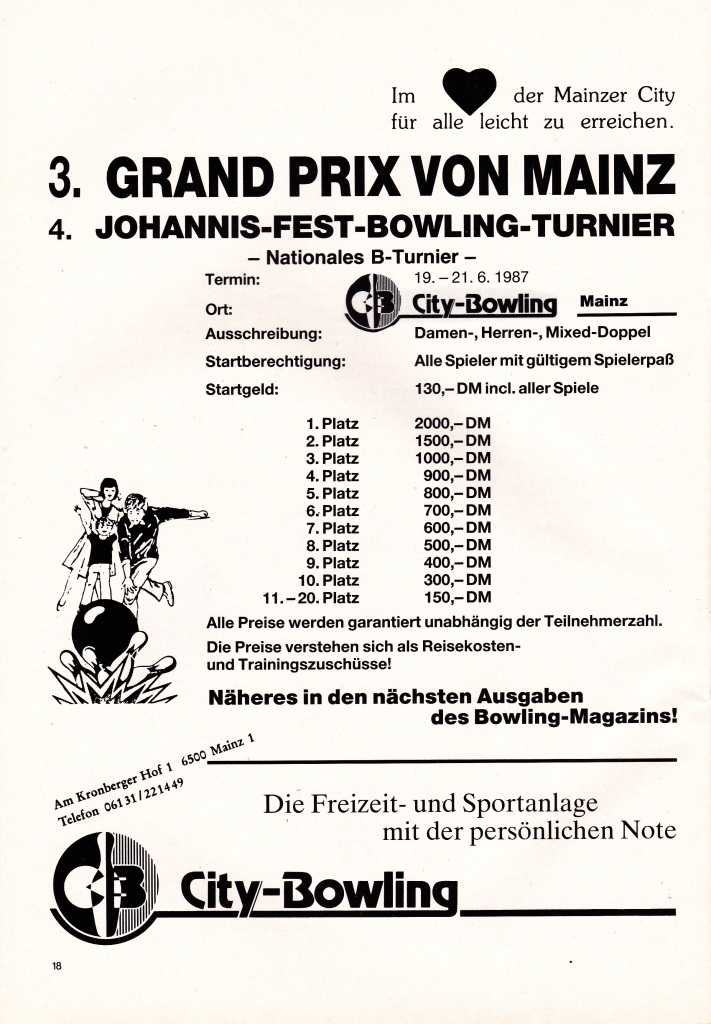 Im ♥ der Mainzer City
für alle leicht zu erreichen.
3. GRAND PRIX VON MAINZ
4. JOHANNIS-FEST-BOWLING-TURNIER
– Nationales B-Turnier –
Termin: 19. – 21. 6. 1987
Ort: CB City-Bowling Mainz
Ausschreibung: Damen-, Herren-, Mixed-Doppel
Startberechtigung: Alle Spieler mit gültigem Spielerpaß
Startgeld: 130,– DM incl. aller Spiele
1. Platz 2000,– DM
2. Platz 1500,– DM
3. Platz 1000,– DM
4. Platz 900,– DM
5. Platz 800,– DM
6. Platz 700,– DM
7. Platz 600,– DM
8. Platz 500,– DM
9. Platz 400,– DM
10. Platz 300,– DM
11. – 20. Platz 150,– DM
Alle Preise werden garantiert unabhängig der Teilnehmerzahl.
Die Preise verstehen sich als Reisekosten-
und Trainingszuschüsse!
Näheres in den nächsten Ausgaben
des Bowling-Magazins!
Am Kronberger Hof 1 6500 Mainz 1
Telefon 06131/221449
Die Freizeit- und Sportanlage
mit der persönlichen Note
CB City-Bowling
18